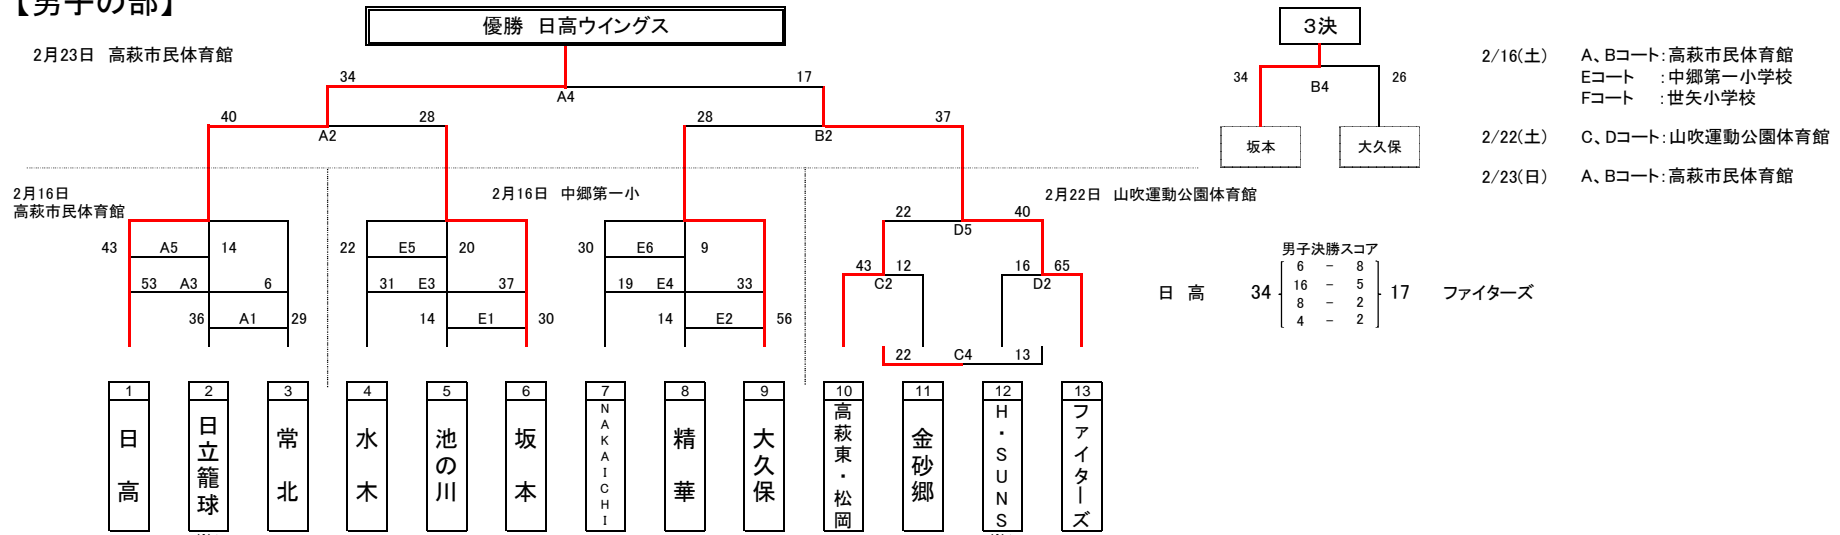 【男子の部】
優勝 日高ウイングス
3決
2月23日 高萩市民体育館
34
17
A4
34
26
B4
坂本
大久保
2/16(土) A、Bコート:高萩市民体育館
Eコート :中郷第一小学校
Fコート :世矢小学校
2/22(土) C、Dコート:山吹運動公園体育館
2/23(日) A、Bコート:高萩市民体育館
40
28
A2
28
37
B2
2月16日
高萩市民体育館
2月16日 中郷第一小
2月22日 山吹運動公園体育館
43 A5 14
53 A3 6
36 A1 29
22 E5 20
31 E3 37
14 E1 30
30 E6 9
19 E4 33
14 E2 56
22 40
D5
43 12
C2
16 65
D2
22 C4 13
男子決勝スコア
6 - 8
16 - 5
8 - 2
4 - 2
日 高 34
17 ファイターズ
1
日高
2
日立籠球
3
常北
4
水木
5
池の川
6
坂本
7
NAKAICHI
8
精華
9
大久保
10
高萩東・松岡
11
金砂郷
12
H・SUNS
13
ファイターズ